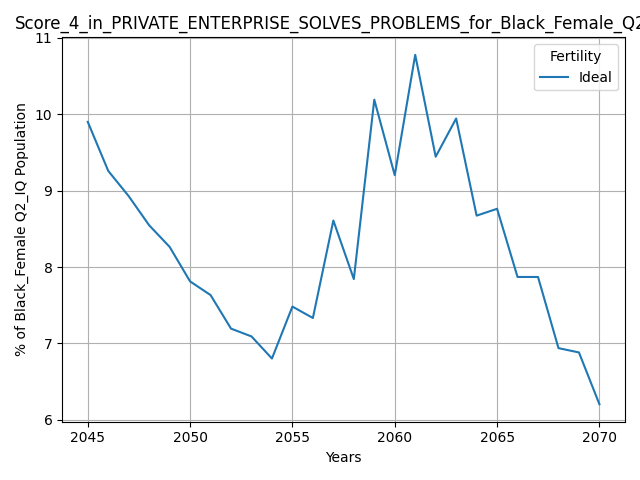 Score_4_in_PRIVATE_ENTERPRISE_SOLVES_PROBLEMS_for_Black_Female_Q2
Fertility
Ideal
11
10
9
8
7
6
% of Black_Female Q2_IQ Population
2045
2050
2055
2060
2065
2070
Years